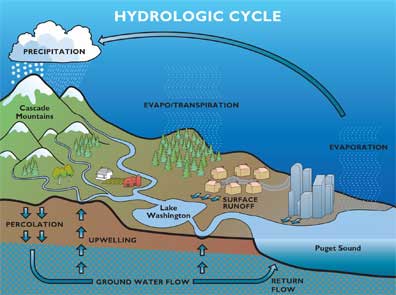 HYDROLOGIC CYCLE
PRECIPITATION
Cascade
Mountains
EVAPO/TRANSPIRATION
EVAPORATION
Lake
Washington
SURFACE
RUNOFF
PERCOLATION
UPWELLING
Puget Sound
GROUND WATER FLOW
RETURN
FLOW